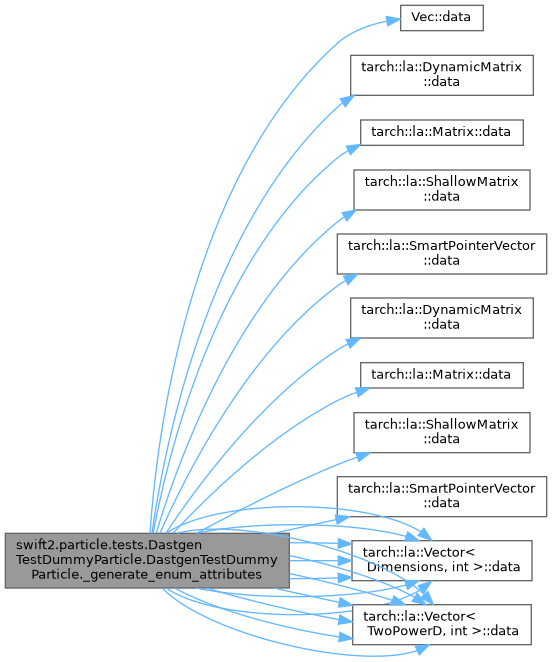 Vec::data
tarch::la::DynamicMatrix
::data
tarch::la::Matrix::data
tarch::la::ShallowMatrix
::data
tarch::la::SmartPointerVector
::data
tarch::la::DynamicMatrix
::data
tarch::la::Matrix::data
tarch::la::ShallowMatrix
::data
tarch::la::SmartPointerVector
::data
swift2.particle.tests.Dastgen
TestDummyParticle.DastgenTestDummy
Particle._generate_enum_attributes
tarch::la::Vector<
Dimensions, int >::data
tarch::la::Vector<
TwoPowerD, int >::data